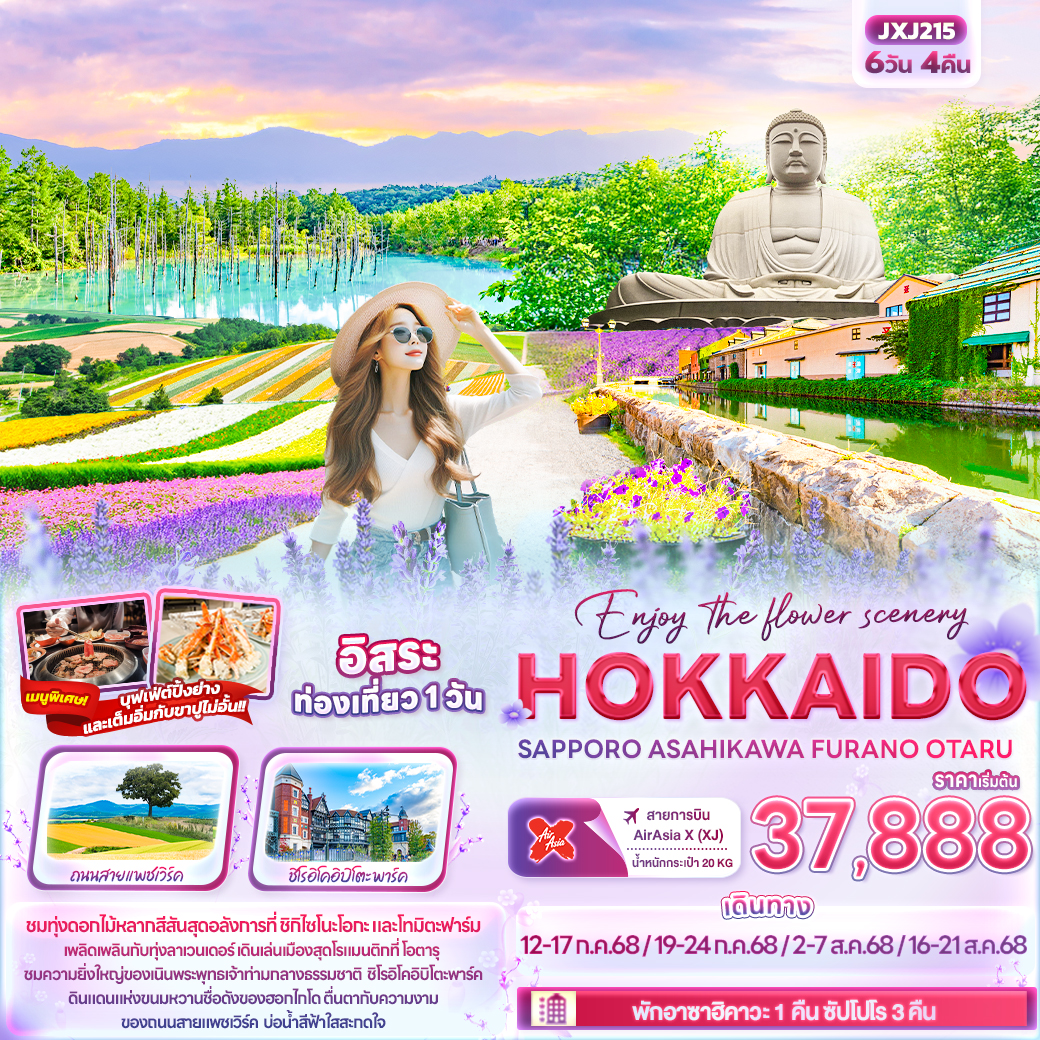 JXJ215
6วัน 4คืน
Enjoy the flower scenery
HOKKAIDO
SAPPORO ASAHIKAWA FURANO OTARU
เมนูพิเศษ!
บุฟเฟ่ต์ปิ้งย่าง
และเต็มอิ่มกับขาปูไม่อั้น!!
อิสระ
ท่องเที่ยว 1 วัน
ราคาเริ่มต้น
37,888
Air
Asia
X
สายการบิน
AirAsia X (XJ)
น้ำหนักกระเป๋า 20 KG
ถนนสายแพชเวิร์ค
ชิโรอิโคอิบิโตะพาร์ค
เดินทาง
12-17 ก.ค.68 / 19-24 ก.ค.68 / 2-7 ส.ค.68 / 16-21 ส.ค.68
ชมทุ่งดอกไม้หลากสีสันสุดอลังการที่ ชิกิไซโนะโอกะ และโทมิตะฟาร์ม
เพลิดเพลินกับทุ่งลาเวนเดอร์ เดินเล่นเมืองสุดโรแมนติกที่ โอตารุ
ชมความยิ่งใหญ่ของเนินพระพุทธเจ้าท่ามกลางธรรมชาติ ชิโรอิโคอิบิโตะพาร์ค
ดินแดนแห่งขนมหวานชื่อดังของฮอกไกโด ตื่นตากับความงาม
ของถนนสายแพชเวิร์ค บ่อน้ำสีฟ้าใสสะกดใจ
พักอาซาฮิคาวะ 1 คืน ซัปโปโร 3 คืน